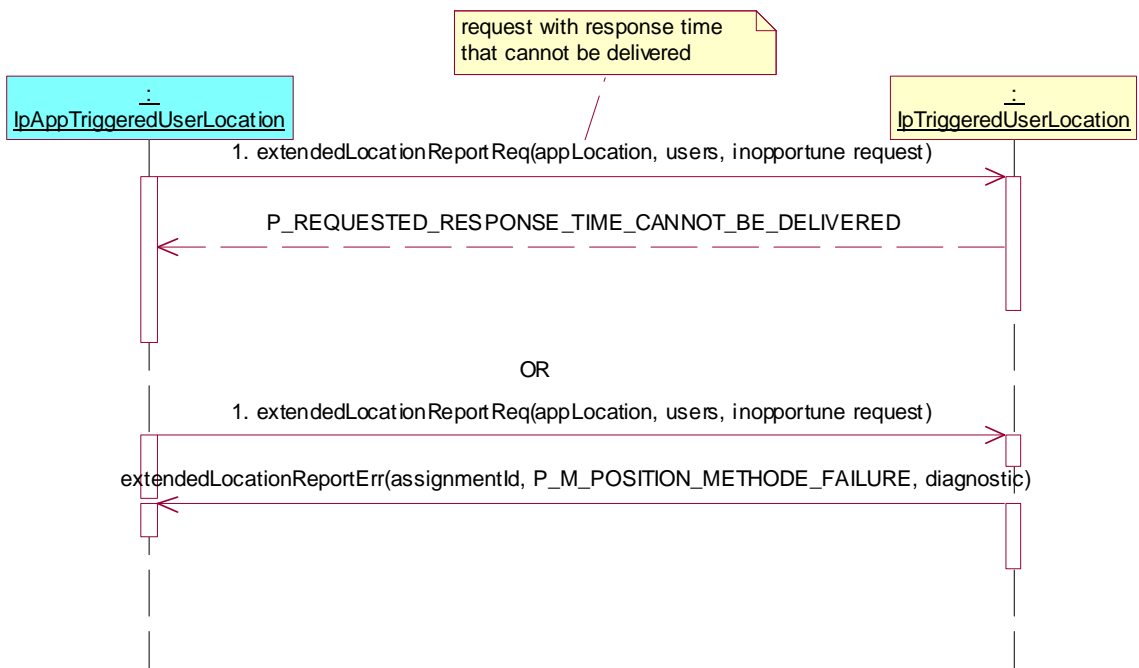 request with response time
that cannot be delivered
:
IpAppTriggeredUserLocation
:
IpTriggeredUserLocation
1. extendedLocationReportReq(appLocation, users, inopportune request)
P_REQUESTED_RESPONSE_TIME_CANNOT_BE_DELIVERED
OR
1. extendedLocationReportReq(appLocation, users, inopportune request)
extendedLocationReportErr(assignmentId, P_M_POSITION_METHODE_FAILURE, diagnostic)